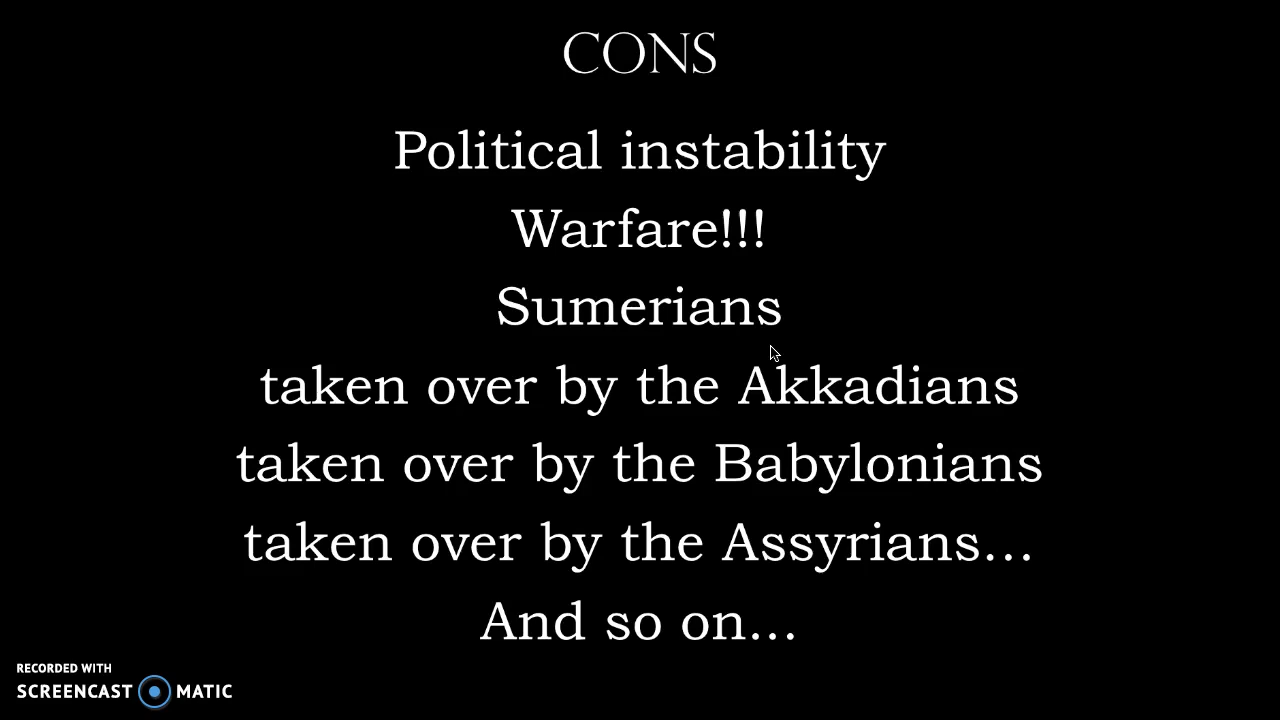 CONS
Political instability
Warfare!!!
Sumerians
taken over by the Akkadians
taken over by the Babylonians
taken over by the Assyrians...
And so on...
RECORDED WITH
SCREENCAST MATIC